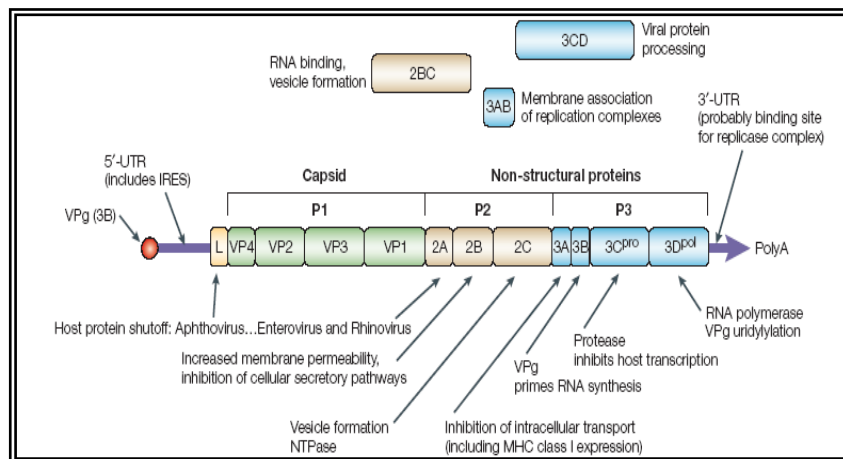 3CD
Viral protein
processing
RNA binding,
vesicle formation
2BC
3AB
Membrane association
of replication complexes
3′-UTR
(probably binding site
for replicase complex)
5′-UTR
(includes IRES)
Capsid
Non-structural proteins
VPg (3B)
P1
P2
P3
L
VP4
VP2
VP3
VP1
2A
2B
2C
3A
3B
3Cpro
3Dpol
PolyA
Host protein shutoff: Aphthovirus...Enterovirus and Rhinovirus
RNA polymerase
VPg uridylylation
Increased membrane permeability,
inhibition of cellular secretory pathways
Protease
inhibits host transcription
VPg
primes RNA synthesis
Vesicle formation
NTPase
Inhibition of intracellular transport
(including MHC class I expression)